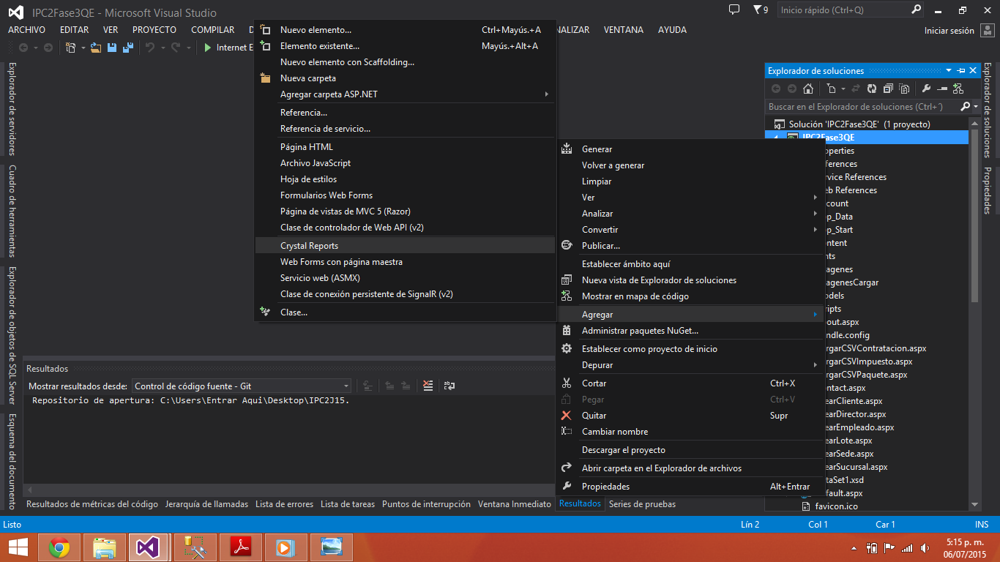 IPC2Fase3QE - Microsoft Visual Studio
9
Inicio rápido (Ctrl+Q)
ARCHIVO EDITAR VER PROYECTO COMPILAR D
NALIZAR VENTANA AYUDA
Iniciar sesión
Internet E
Explorador de servidores
Cuadro de herramientas
Explorador de objetos de SQL Server
Esquema del documento
Nuevo elemento... Ctrl+Mayús.+A
Elemento existente... Mayús.+Alt+A
Nuevo elemento con Scaffolding...
Nueva carpeta
Agregar carpeta ASP.NET
Referencia...
Referencia de servicio...
Página HTML
Archivo JavaScript
Hoja de estilos
Formularios Web Forms
Página de vistas de MVC 5 (Razor)
Clase de controlador de Web API (v2)
Crystal Reports
Web Forms con página maestra
Servicio web (ASMX)
Clase de conexión persistente de SignalR (v2)
Clase...
Generar
Volver a generar
Limpiar
Ver
Analizar
Convertir
Publicar...
Establecer ámbito aquí
Nueva vista de Explorador de soluciones
Mostrar en mapa de código
Agregar
Administrar paquetes NuGet...
Establecer como proyecto de inicio
Depurar
Cortar Ctrl+X
Pegar Ctrl+V
Quitar Supr
Cambiar nombre
Descargar el proyecto
Abrir carpeta en el Explorador de archivos
Propiedades Alt+Entrar
Explorador de soluciones
Buscar en el Explorador de soluciones (Ctrl+´)
Solución 'IPC2Fase3QE' (1 proyecto)
IPC2Fase3QE
operties
ferences
rvice References
eb References
count
pp_Data
p_Start
ontent
nts
agenes
agenesCargar
odels
ripts
out.aspx
ndle.config
argarCSVContratacion.aspx
argarCSVImpuesto.aspx
argarCSVPaquete.aspx
ontact.aspx
earCliente.aspx
earDirector.aspx
earEmpleado.aspx
earLote.aspx
earSede.aspx
earSucursal.aspx
taSet1.xsd
fault.aspx
favicon.ico
Explorador de soluciones
Propiedades
Resultados
Mostrar resultados desde: Control de código fuente - Git
Repositorio de apertura: C:\Users\Entrar Aqui\Desktop\IPC2J15.
Resultados de métricas del código Jerarquía de llamadas Lista de errores Lista de tareas Puntos de interrupción Ventana Inmediato Resultados Series de pruebas
Listo Lín 2 Col 1 Car 1 INS
5:15 p. m.
06/07/2015